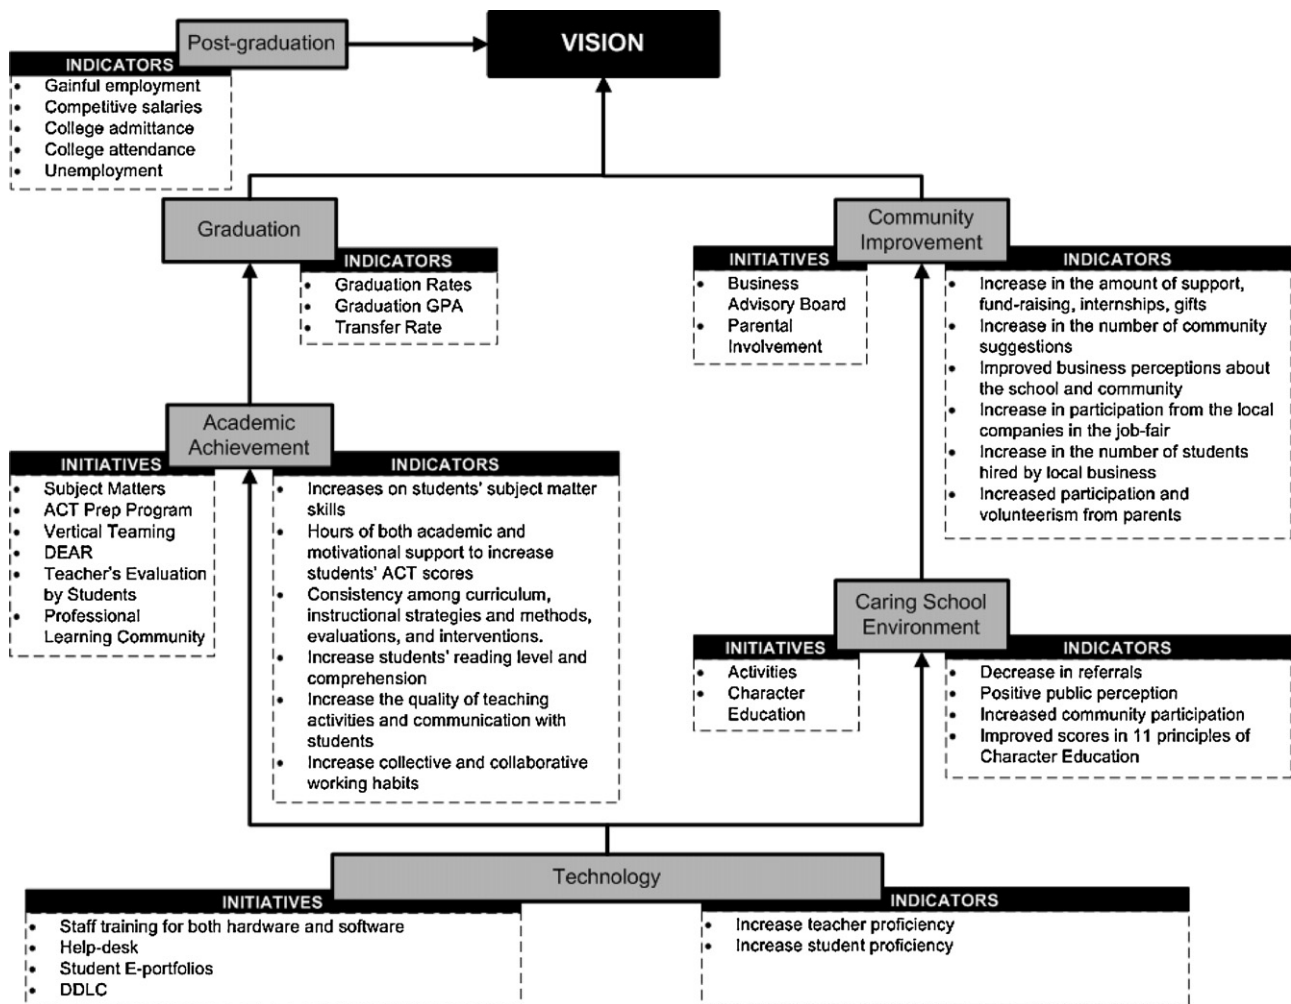 Post-graduation
VISION
INDICATORS
• Gainful employment
• Competitive salaries
• College admittance
• College attendance
• Unemployment
Graduation
INDICATORS
• Graduation Rates
• Graduation GPA
• Transfer Rate
Community
Improvement
INITIATIVES
• Business
Advisory Board
• Parental
Involvement
INDICATORS
• Increase in the amount of support,
fund-raising, internships, gifts
• Increase in the number of community
suggestions
• Improved business perceptions about
the school and community
• Increase in participation from the local
companies in the job-fair
• Increase in the number of students
hired by local business
• Increased participation and
volunteerism from parents
Academic
Achievement
INITIATIVES
• Subject Matters
• ACT Prep Program
• Vertical Teaming
• DEAR
• Teacher's Evaluation
by Students
• Professional
Learning Community
INDICATORS
• Increases on students' subject matter
skills
• Hours of both academic and
motivational support to increase
students' ACT scores
• Consistency among curriculum,
instructional strategies and methods,
evaluations, and interventions.
• Increase students' reading level and
comprehension
• Increase the quality of teaching
activities and communication with
students
• Increase collective and collaborative
working habits
Caring School
Environment
INITIATIVES
• Activities
• Character
Education
INDICATORS
• Decrease in referrals
• Positive public perception
• Increased community participation
• Improved scores in 11 principles of
Character Education
Technology
INITIATIVES
• Staff training for both hardware and software
• Help-desk
• Student E-portfolios
• DDLC
INDICATORS
• Increase teacher proficiency
• Increase student proficiency